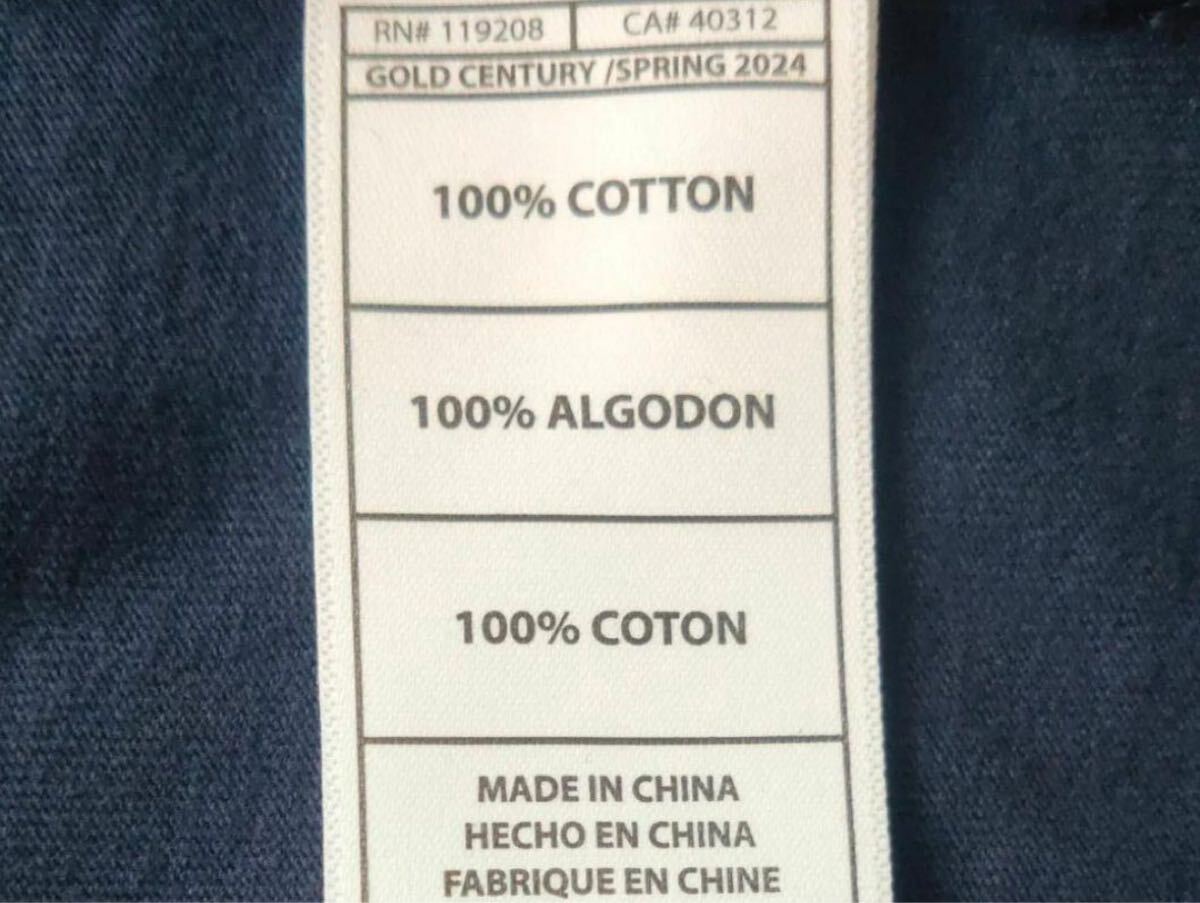 RN# 119208 CA# 40312
GOLD CENTURY /SPRING 2024
100% COTTON
100% ALGODON
100% COTON
MADE IN CHINA
HECHO EN CHINA
FABRIQUE EN CHINE